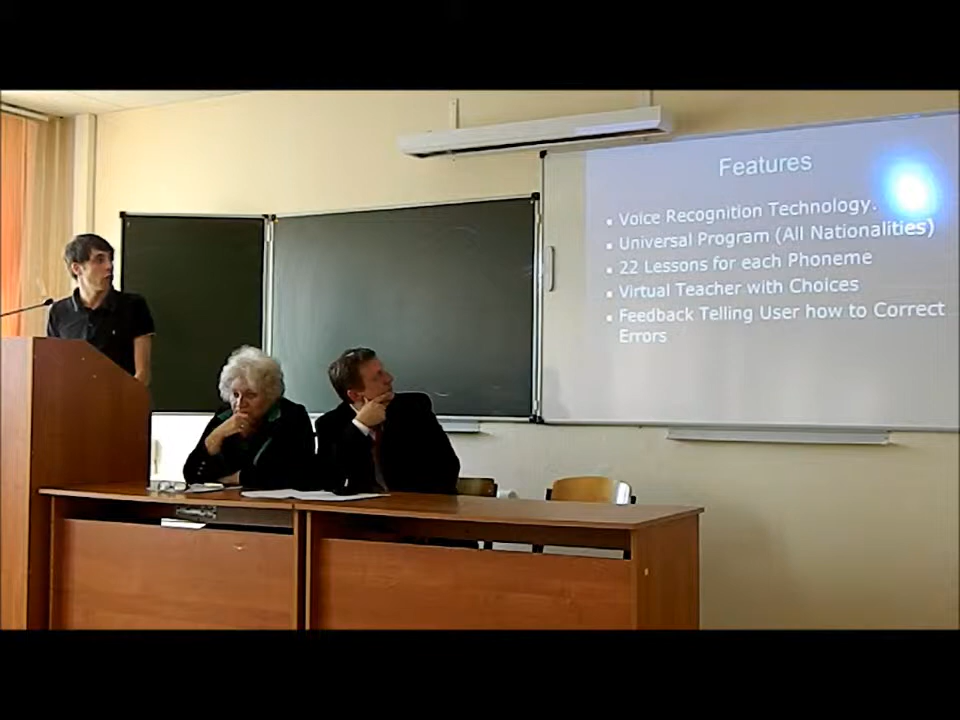 Features
Voice Recognition Technology.
Universal Program (All Nationalities)
22 Lessons for each Phoneme
Virtual Teacher with Choices
Feedback Telling User how to Correct
Errors